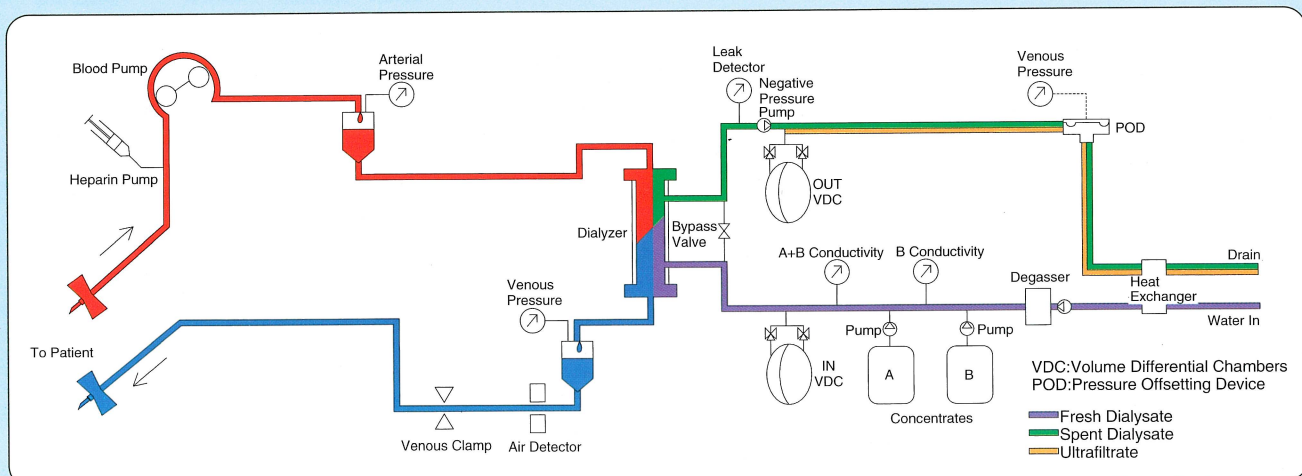 Blood Pump
Arterial
Pressure
Heparin Pump
To Patient
Venous
Pressure
Venous Clamp
Air Detector
Dialyzer
Bypass
Valve
Leak
Detector
Negative
Pressure
Pump
Venous
Pressure
POD
OUT
VDC
A+B Conductivity
B Conductivity
Degasser
Drain
Heat
Exchanger
Water In
Pump
Pump
IN
VDC
A
B
Concentrates
VDC:Volume Differential Chambers
POD:Pressure Offsetting Device
Fresh Dialysate
Spent Dialysate
Ultrafiltrate